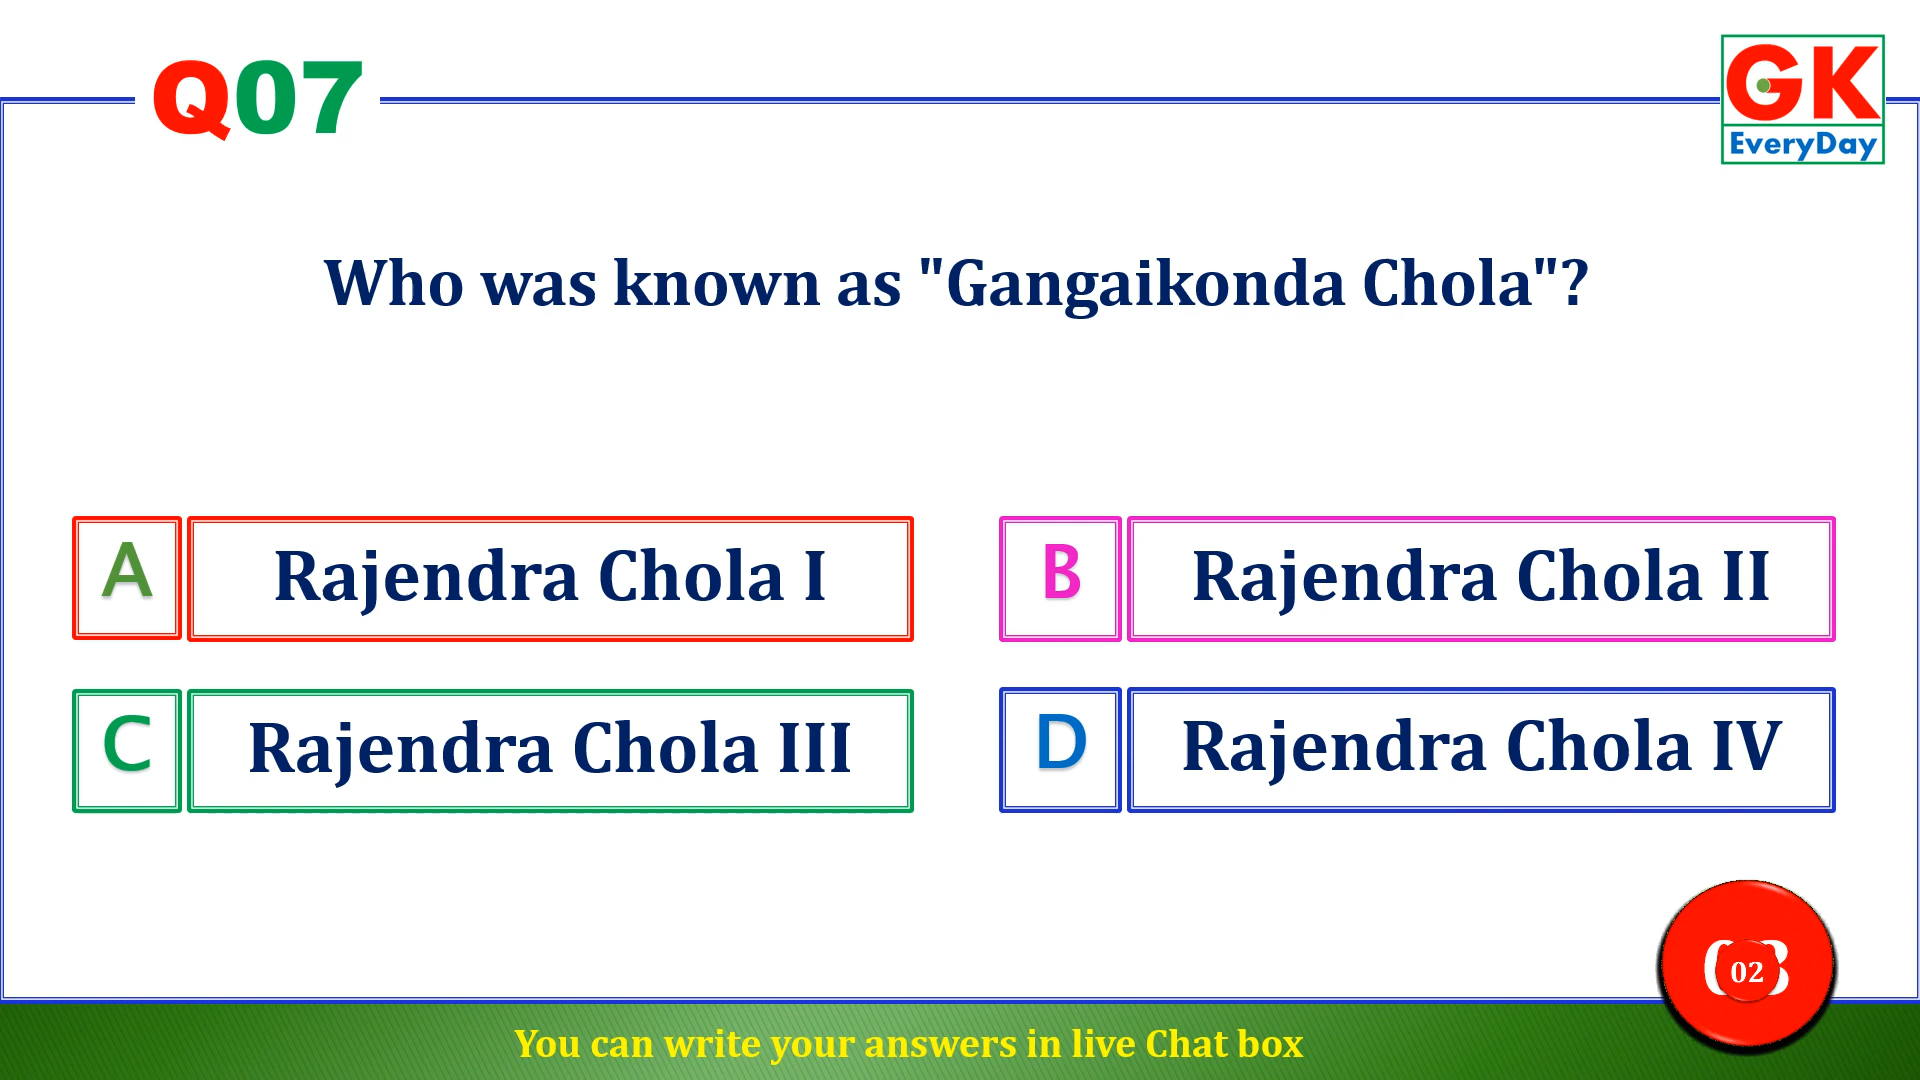 Q07
GK
EveryDay
Who was known as "Gangaikonda Chola"?
A Rajendra Chola I
B Rajendra Chola II
C Rajendra Chola III
D Rajendra Chola IV
02
You can write your answers in live Chat box